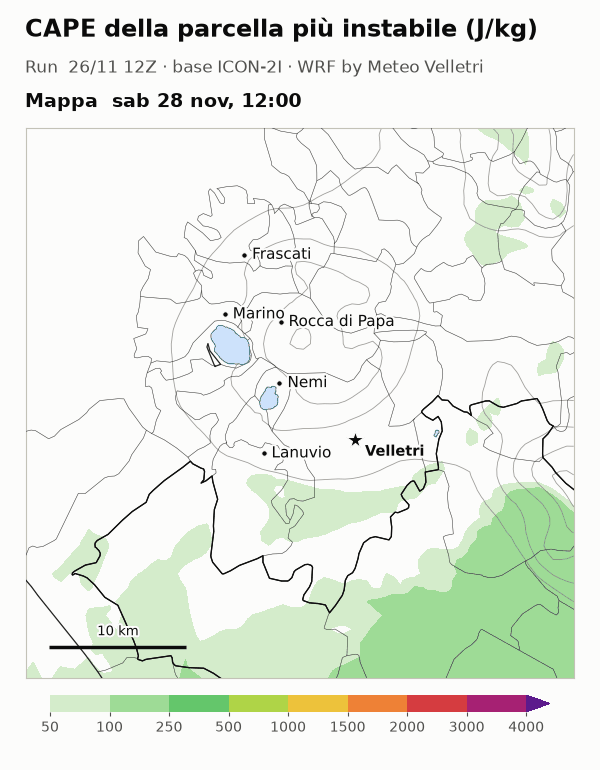 CAPE della parcella più instabile (J/kg)
Run  26/11 12Z · base ICON-2I · WRF by Meteo Velletri
Mappa  sab 28 nov, 12:00
Frascati
Marino
Rocca di Papa
Nemi
Velletri
Lanuvio
10 km
50 100 250 500 1000 1500 2000 3000 4000